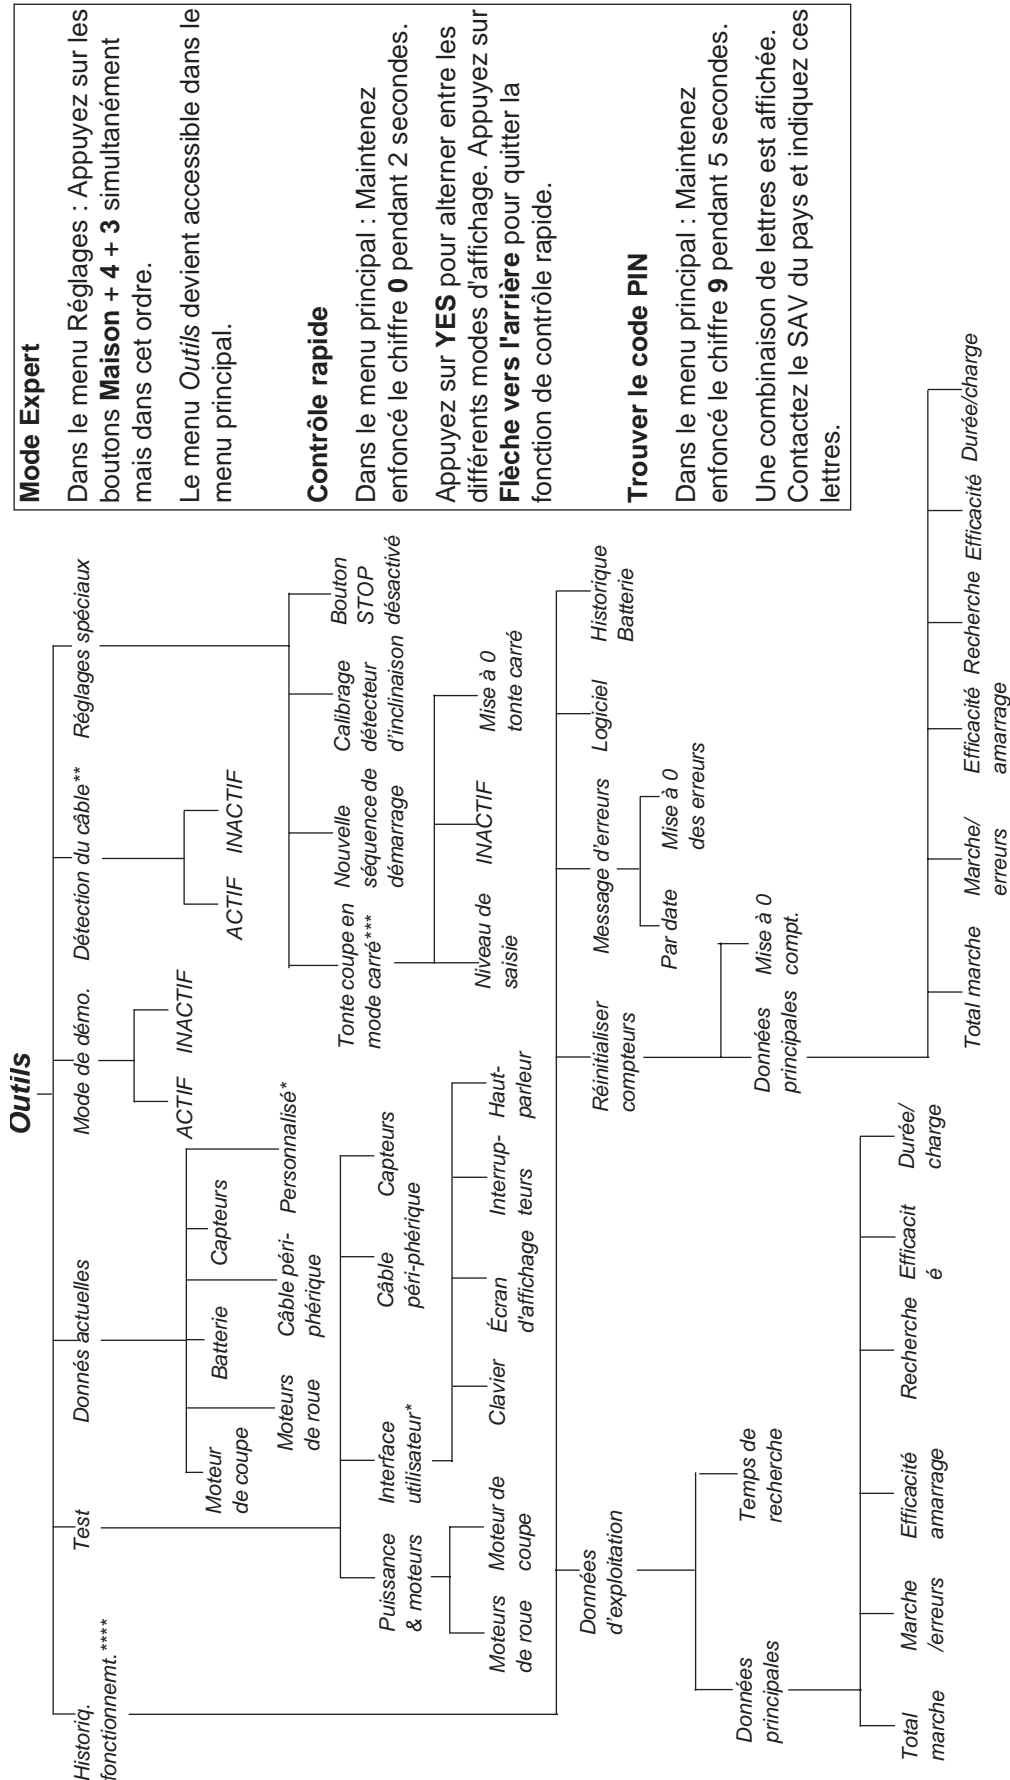 Outils
Historiq.
fonctionnemt.****
Test
Donnés actuelles
Mode de démo.
Détection du câble**
Réglages spéciaux
ACTIF
INACTIF
ACTIF
INACTIF
Moteur
de coupe
Batterie
Capteurs
Moteurs
de roue
Câble péri-
phérique
Personnalisé*
Tonte coupe en
mode carré***
Nouvelle
séquence de
démarrage
Calibrage
détecteur
d'inclinaison
Bouton
STOP
désactivé
Puissance
& moteurs
Interface
utilisateur*
Câble
péri-phérique
Capteurs
Niveau de
saisie
INACTIF
Mise à 0
tonte carré
Moteurs
de roue
Moteur de
coupe
Clavier
Écran
d'affichage
Interrup-
teurs
Haut-
parleur
Données
d'exploitation
Réinitialiser
compteurs
Message d'erreurs
Logiciel
Historique
Batterie
Par date
Mise à 0
des erreurs
Données
principales
Temps de
recherche
Données
principales
Mise à 0
compt.
Total
marche
Marche
/erreurs
Efficacité
amarrage
Recherche
Efficacit
é
Durée/
charge
Total marche
Marche/
erreurs
Efficacité
amarrage
Recherche
Efficacité
Durée/charge
Mode Expert
Dans le menu Réglages : Appuyez sur les
boutons Maison + 4 + 3 simultanément
mais dans cet ordre.
Le menu Outils devient accessible dans le
menu principal.
Contrôle rapide
Dans le menu principal : Maintenez
enfoncé le chiffre 0 pendant 2 secondes.
Appuyez sur YES pour alterner entre les
différents modes d'affichage. Appuyez sur
Flèche vers l'arrière pour quitter la
fonction de contrôle rapide.
Trouver le code PIN
Dans le menu principal : Maintenez
enfoncé le chiffre 9 pendant 5 secondes.
Une combinaison de lettres est affichée.
Contactez le SAV du pays et indiquez ces
lettres.